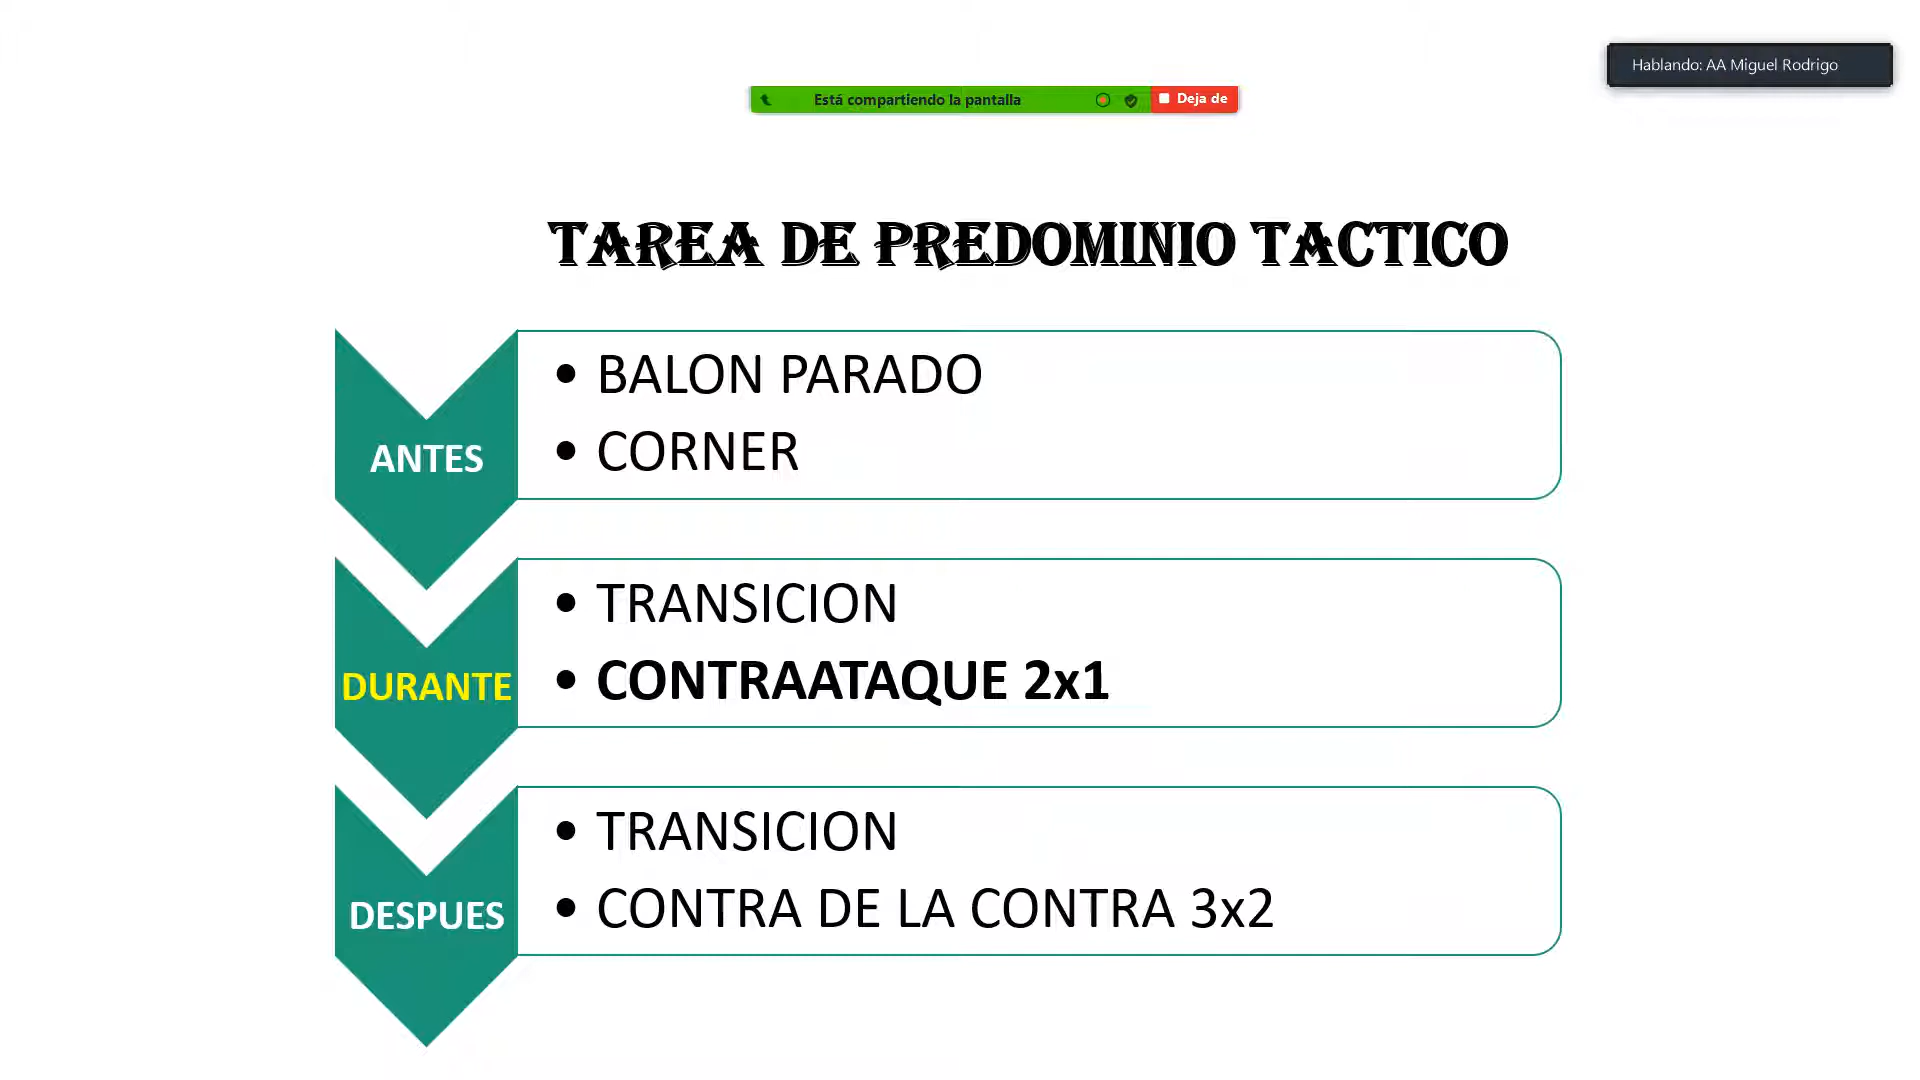 Hablando: AA Miguel Rodrigo
Está compartiendo la pantalla
Deja de
TAREA DE PREDOMINIO TACTICO
ANTES
• BALON PARADO
• CORNER
DURANTE
• TRANSICION
• CONTRAATAQUE 2x1
DESPUES
• TRANSICION
• CONTRA DE LA CONTRA 3x2